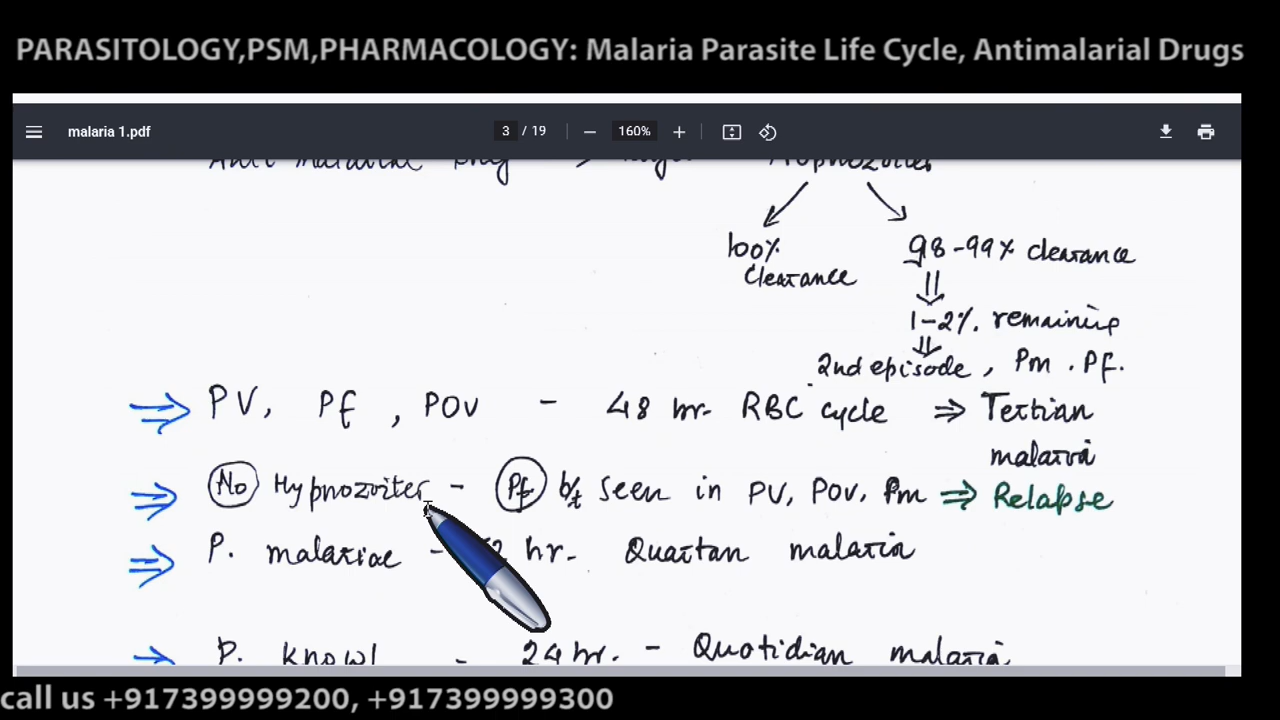 PARASITOLOGY,PSM,PHARMACOLOGY: Malaria Parasite Life Cycle, Antimalarial Drugs
malaria 1.pdf 3 / 19 160%
Anti malarial
100% Clearance
98-99% clearance
1-2% remaining
2nd episode, Pm . Pf.
PV, Pf , POV - 48 hr. RBC cycle ⇒ Tertian malaria
No Hypnozoites - Pf b/t seen in PV, POV, Pm ⇒ Relapse
P. malariae - hr. Quartan malaria
P. Knowl - 24 hr. - Quotidian malaria
call us +917399999200, +917399999300